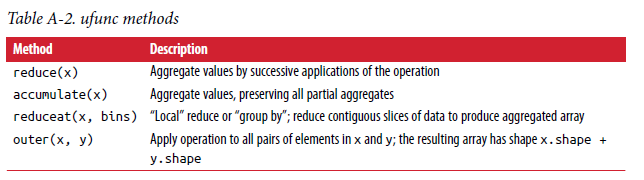 Table A-2. ufunc methods
Method Description
reduce(x) Aggregate values by successive applications of the operation
accumulate(x) Aggregate values, preserving all partial aggregates
reduceat(x, bins) “Local” reduce or “group by”; reduce contiguous slices of data to produce aggregated array
outer(x, y) Apply operation to all pairs of elements in x and y; the resulting array has shape x.shape +
y.shape